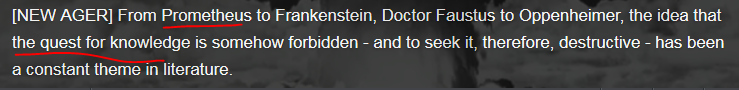 [NEW AGER] From Prometheus to Frankenstein, Doctor Faustus to Oppenheimer, the idea that
the quest for knowledge is somehow forbidden - and to seek it, therefore, destructive - has been
a constant theme in literature.